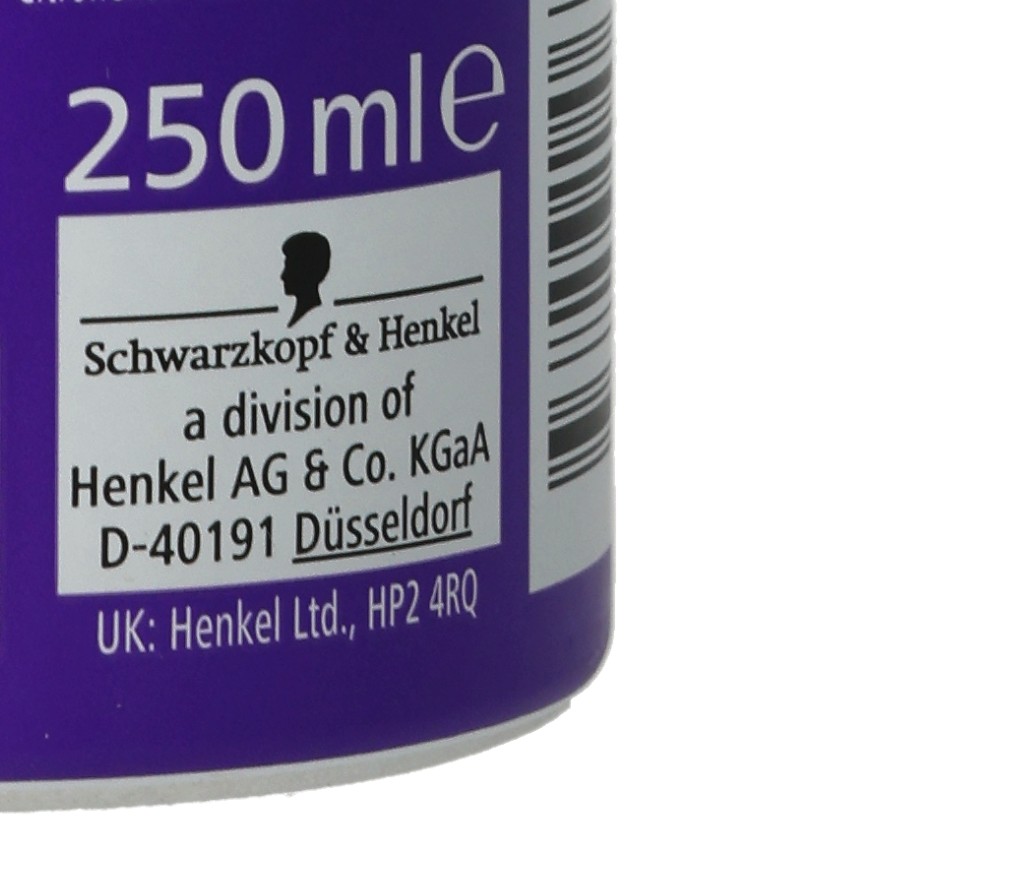 250 ml e
Schwarzkopf & Henkel
a division of
Henkel AG & Co. KGaA
D-40191 Düsseldorf
UK: Henkel Ltd., HP2 4RQ